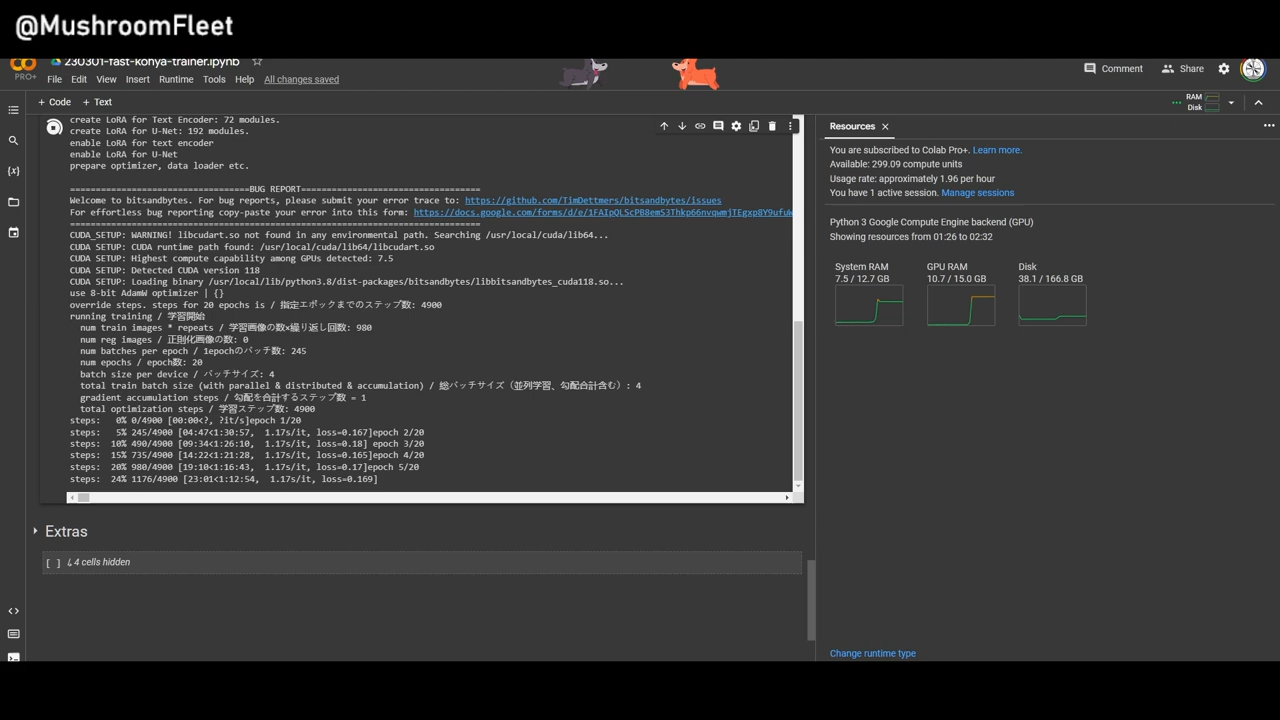 @MushroomFleet
PRO+
230301-fast-kohya-trainer.ipynb
File Edit View Insert Runtime Tools Help All changes saved
Comment
Share
+ Code + Text
RAM
Disk
create LoRA for Text Encoder: 72 modules.
create LoRA for U-Net: 192 modules.
enable LoRA for text encoder
enable LoRA for U-Net
prepare optimizer, data loader etc.
===================================BUG REPORT===================================
Welcome to bitsandbytes. For bug reports, please submit your error trace to: https://github.com/TimDettmers/bitsandbytes/issues
For effortless bug reporting copy-paste your error into this form:
================================================================================
CUDA_SETUP: WARNING! libcudart.so not found in any environmental path. Searching /usr/local/cuda/lib64...
CUDA SETUP: CUDA runtime path found: /usr/local/cuda/lib64/libcudart.so
CUDA SETUP: Highest compute capability among GPUs detected: 7.5
CUDA SETUP: Detected CUDA version 118
CUDA SETUP: Loading binary /usr/local/lib/python3.8/dist-packages/bitsandbytes/libbitsandbytes_cuda118.so...
use 8-bit AdamW optimizer | {}
override steps. steps for 20 epochs is / 指定エポックまでのステップ数: 4900
running training / 学習開始
num train images * repeats / 学習画像の数×繰り返し回数: 980
num reg images / 正則化画像の数: 0
num batches per epoch / 1epochのバッチ数: 245
num epochs / epoch数: 20
batch size per device / バッチサイズ: 4
total train batch size (with parallel & distributed & accumulation) / 総バッチサイズ（並列学習、勾配合計含む）: 4
gradient accumulation steps / 勾配を合計するステップ数 = 1
total optimization steps / 学習ステップ数: 4900
steps: 0% 0/4900 [00:00<?, ?it/s]epoch 1/20
steps: 5% 245/4900 [04:47<1:30:57, 1.17s/it, loss=0.167]epoch 2/20
steps: 10% 490/4900 [09:34<1:26:10, 1.17s/it, loss=0.18] epoch 3/20
steps: 15% 735/4900 [14:22<1:21:28, 1.17s/it, loss=0.165]epoch 4/20
steps: 20% 980/4900 [19:10<1:16:43, 1.17s/it, loss=0.17]epoch 5/20
steps: 24% 1176/4900 [23:01<1:12:54, 1.17s/it, loss=0.169]
Extras
[ ] 4 cells hidden
Resources
You are subscribed to Colab Pro+. Learn more.
Available: 299.09 compute units
Usage rate: approximately 1.96 per hour
You have 1 active session. Manage sessions
Python 3 Google Compute Engine backend (GPU)
Showing resources from 01:26 to 02:32
System RAM
7.5 / 12.7 GB
GPU RAM
10.7 / 15.0 GB
Disk
38.1 / 166.8 GB
Change runtime type